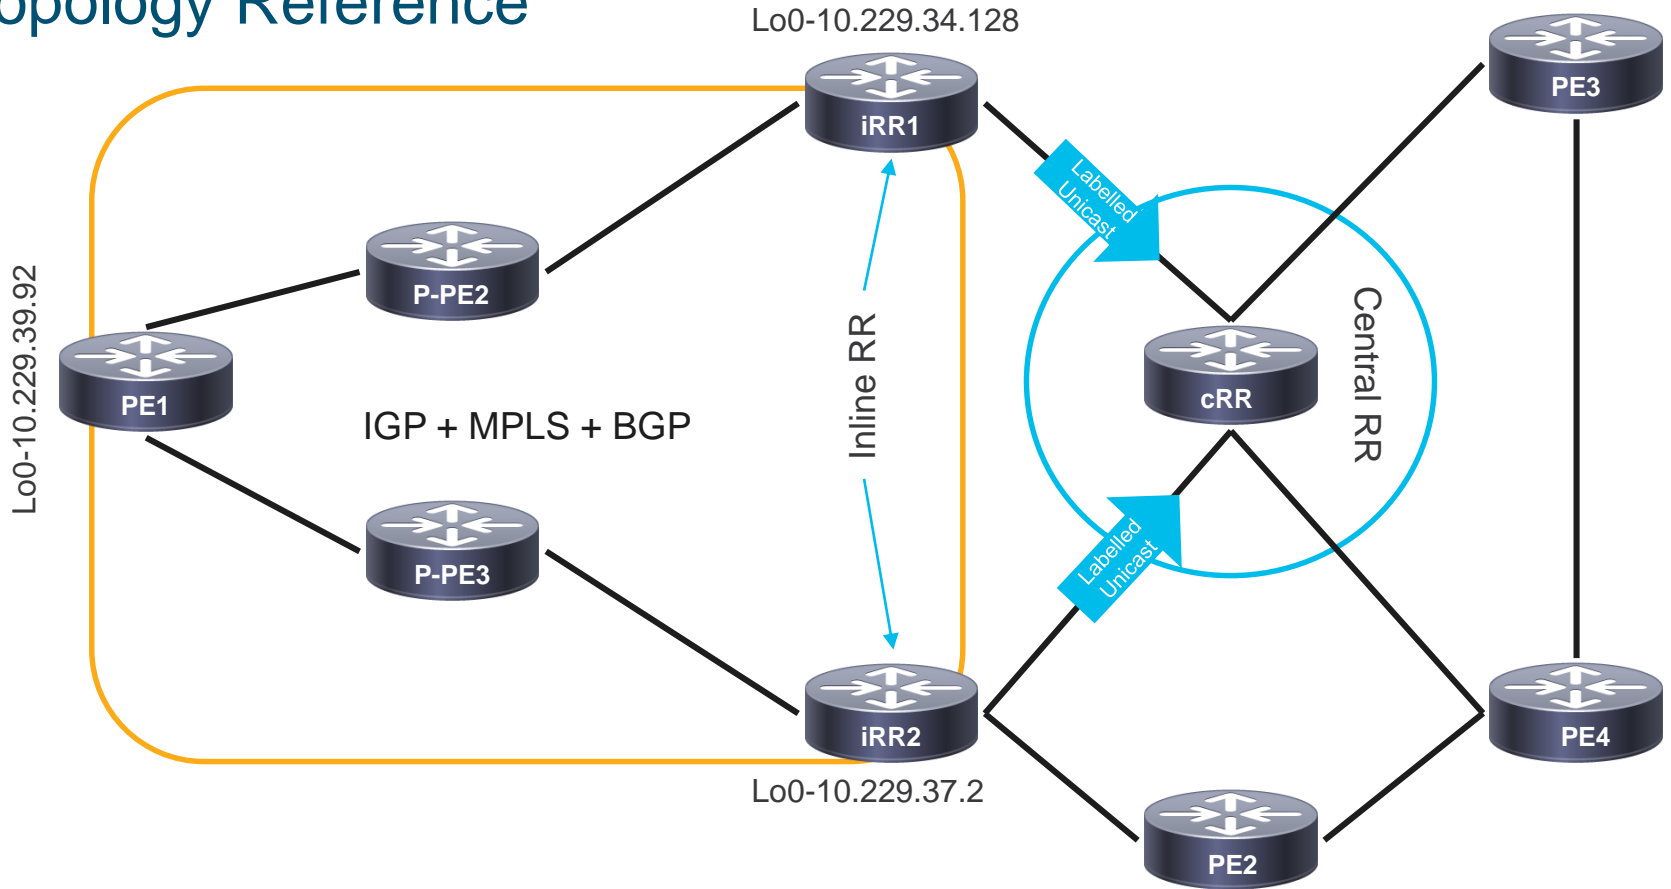 opology Reference
Lo0-10.229.34.128
iRR1
PE3
Labelled
Unicast
P-PE2
Lo0-10.229.39.92
PE1
IGP + MPLS + BGP
Inline RR
cRR
Central RR
P-PE3
Labelled
Unicast
iRR2
Lo0-10.229.37.2
PE4
PE2